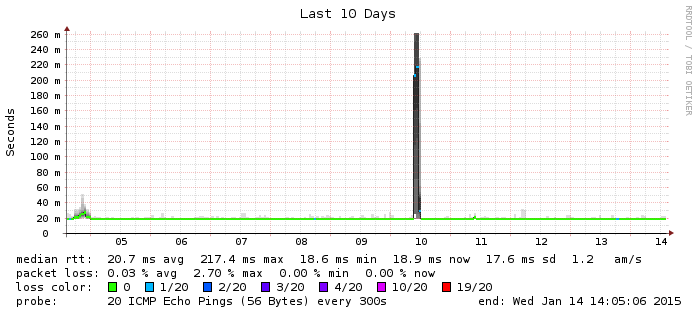 Last 10 Days
RRDTOOL / TOBI OETIKER
Seconds
260 m
240 m
220 m
200 m
180 m
160 m
140 m
120 m
100 m
80 m
60 m
40 m
20 m
0
05 06 07 08 09 10 11 12 13 14
median rtt: 20.7 ms avg 217.4 ms max 18.6 ms min 18.9 ms now 17.6 ms sd 1.2 am/s
packet loss: 0.03 % avg 2.70 % max 0.00 % min 0.00 % now
loss color: 0 1/20 2/20 3/20 4/20 10/20 19/20
probe: 20 ICMP Echo Pings (56 Bytes) every 300s end: Wed Jan 14 14:05:06 2015